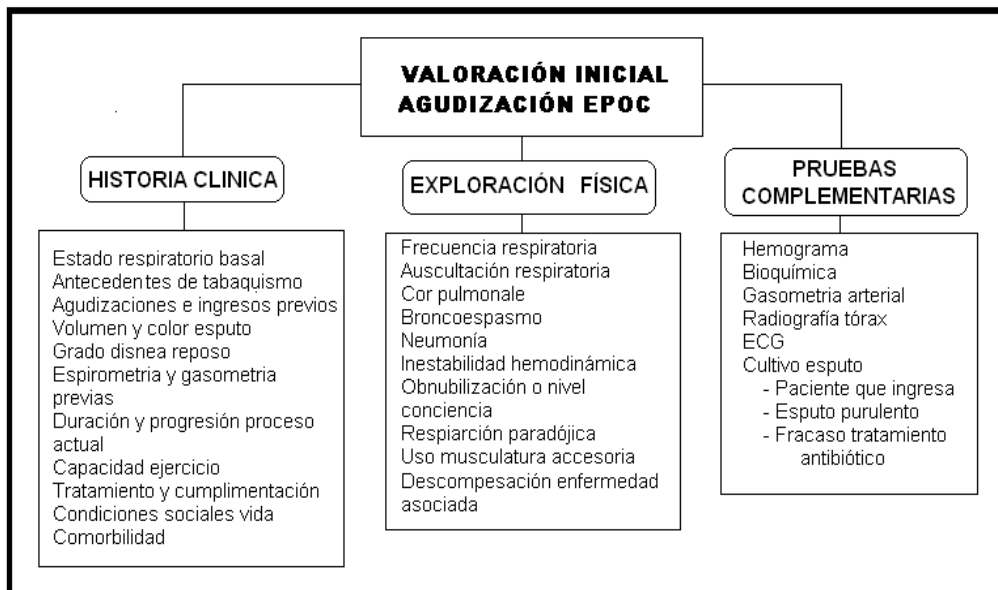 VALORACIÓN INICIAL
AGUDIZACIÓN EPOC
HISTORIA CLINICA
Estado respiratorio basal
Antecedentes de tabaquismo
Agudizaciones e ingresos previos
Volumen y color esputo
Grado disnea reposo
Espirometria y gasometria
previas
Duración y progresión proceso
actual
Capacidad ejercicio
Tratamiento y cumplimentación
Condiciones sociales vida
Comorbilidad
EXPLORACIÓN FÍSICA
Frecuencia respiratoria
Auscultación respiratoria
Cor pulmonale
Broncoespasmo
Neumonía
Inestabilidad hemodinámica
Obnubilización o nivel
conciencia
Respiarción paradójica
Uso musculatura accesoria
Descompesación enfermedad
asociada
PRUEBAS
COMPLEMENTARIAS
Hemograma
Bioquímica
Gasometria arterial
Radiografía tórax
ECG
Cultivo esputo
- Paciente que ingresa
- Esputo purulento
- Fracaso tratamiento
antibiótico